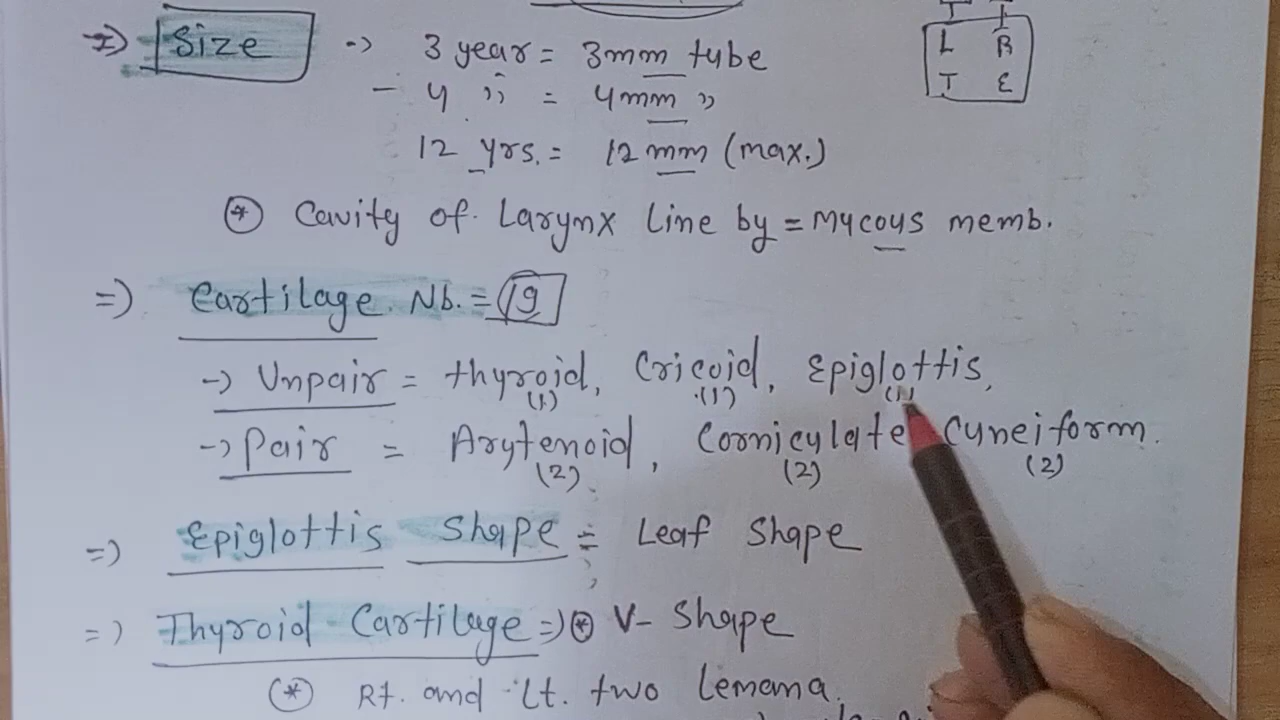 =) Size -> 3 year = 3mm tube
- 4 ,, = 4mm ,,
12 yrs. = 12 mm (max.)
L R
T E
* Cavity of Larynx Line by = Mucous memb.
=) Cartilage Nb. = 9
-> Unpair = thyroid, Cricoid, Epiglottis,
(1) (1) (1)
-> Pair = Arytenoid, Corniculate Cuneiform.
(2) (2) (2)
=) Epiglottis Shape = Leaf Shape
=) Thyroid Cartilage => * V- Shape
* Rt. and Lt. two Lemama.